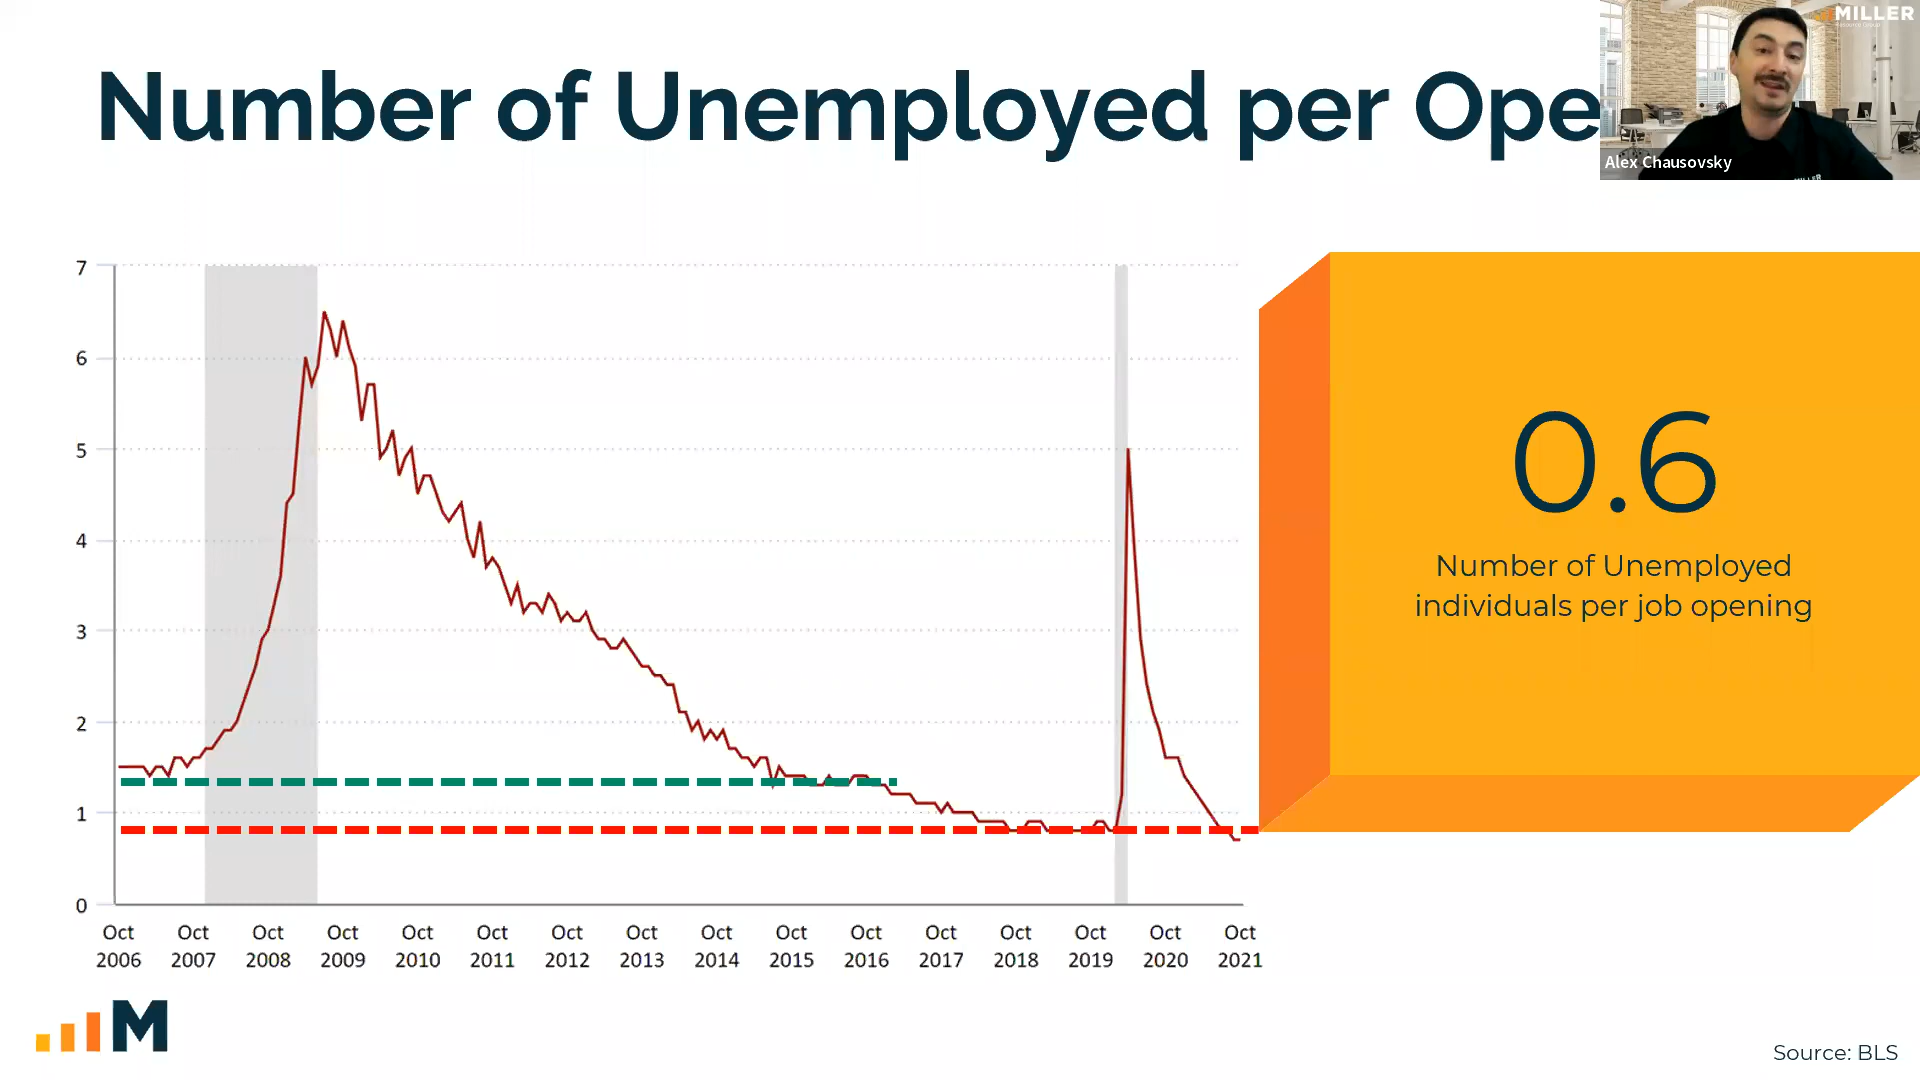 Number of Unemployed per Ope
MILLER
Alex Chausovsky
MILLER
7
6
5
4
3
2
1
0
Oct Oct Oct Oct Oct Oct Oct Oct Oct Oct Oct Oct Oct Oct Oct Oct
2006 2007 2008 2009 2010 2011 2012 2013 2014 2015 2016 2017 2018 2019 2020 2021
0.6
Number of Unemployed
individuals per job opening
M
Source: BLS